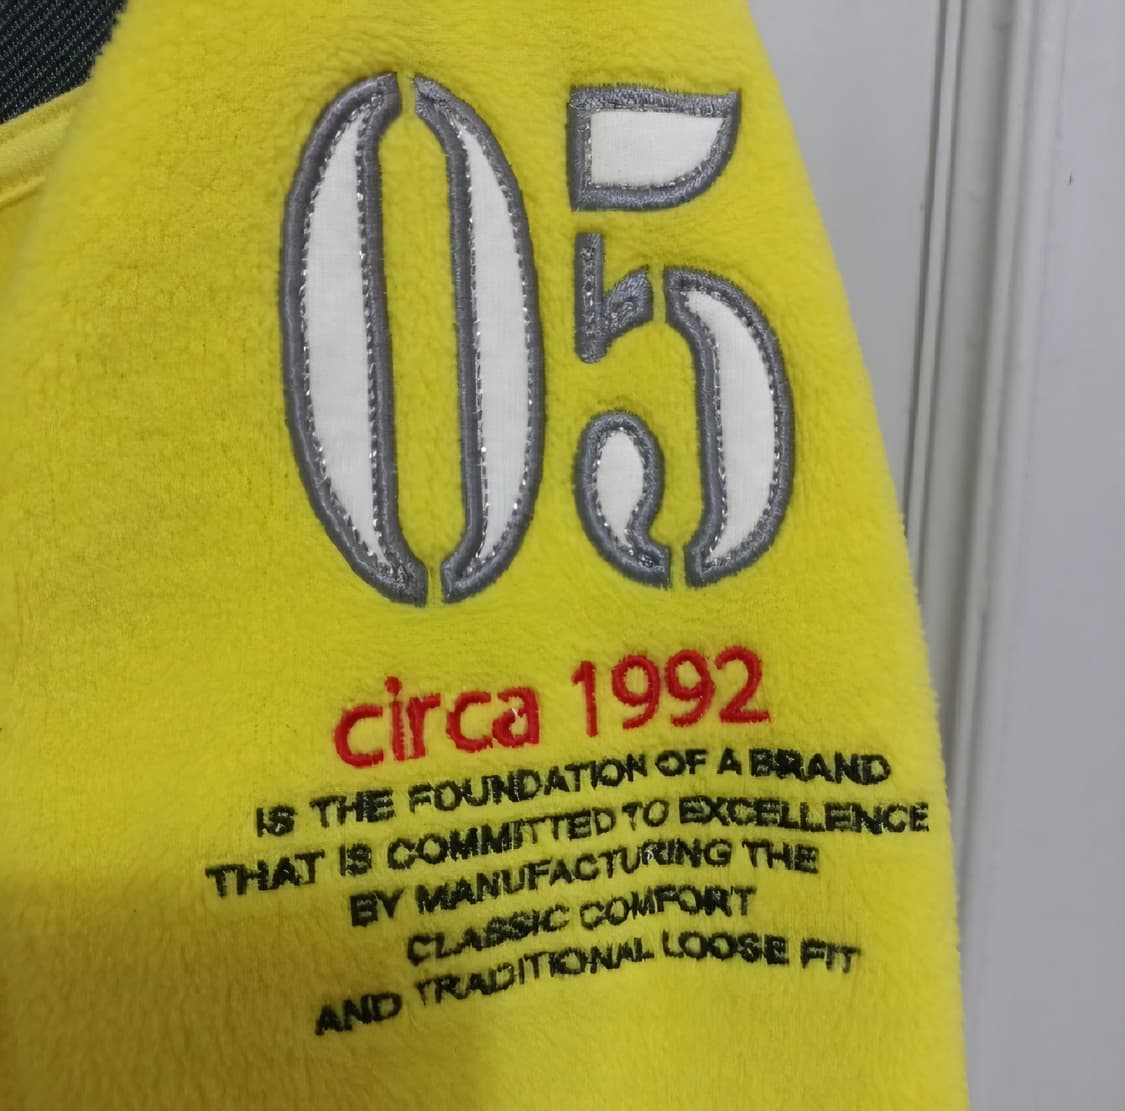 05
circa 1992
IS THE FOUNDATION OF A BRAND
THAT IS COMMITTED TO EXCELLENCE
BY MANUFACTURING THE
CLASSIC COMFORT
AND TRADITIONAL LOOSE FIT